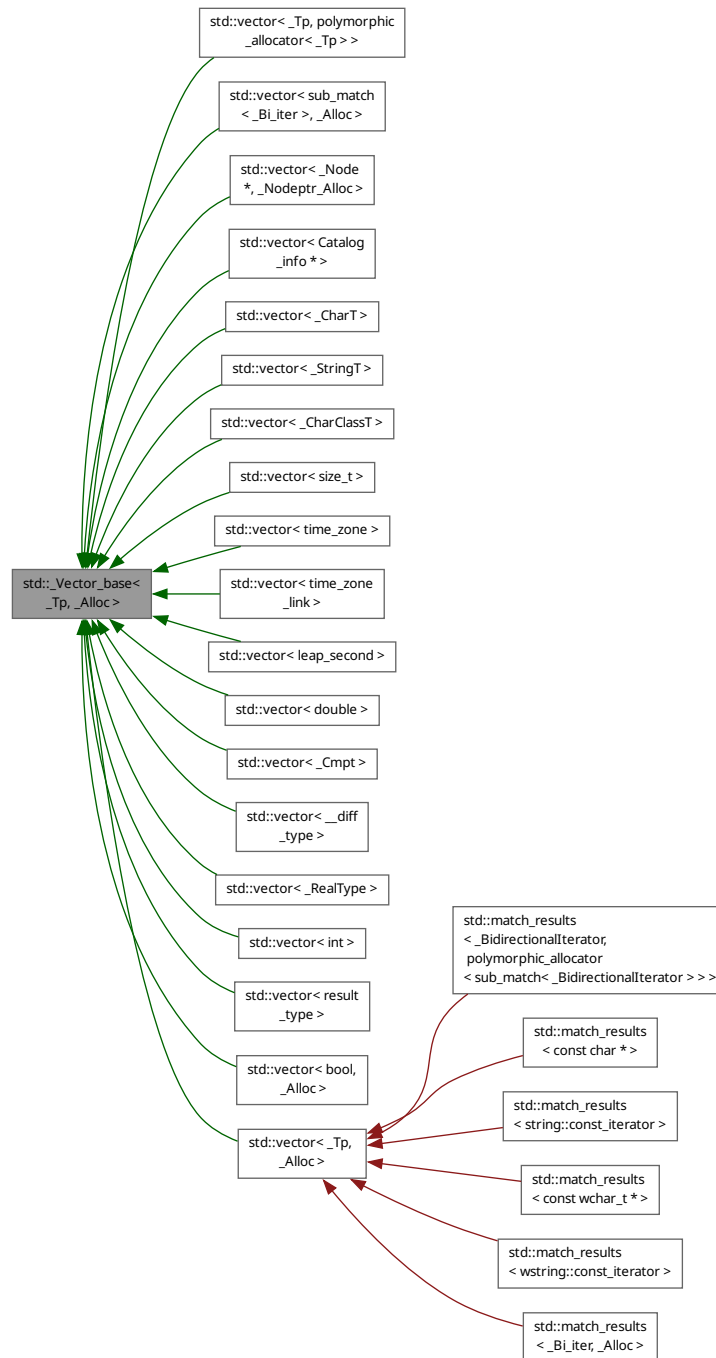 std::vector< _Tp, polymorphic
_allocator< _Tp > >
std::vector< sub_match
< _Bi_iter >, _Alloc >
std::vector< _Node
*, _Nodeptr_Alloc >
std::vector< Catalog
_info * >
std::vector< _CharT >
std::vector< _StringT >
std::vector< _CharClassT >
std::vector< size_t >
std::vector< time_zone >
std::_Vector_base<
_Tp, _Alloc >
std::vector< time_zone
_link >
std::vector< leap_second >
std::vector< double >
std::vector< _Cmpt >
std::vector< __diff
_type >
std::vector< _RealType >
std::vector< int >
std::vector< result
_type >
std::vector< bool,
_Alloc >
std::vector< _Tp,
_Alloc >
std::match_results
< _BidirectionalIterator,
polymorphic_allocator
< sub_match< _BidirectionalIterator > > >
std::match_results
< const char * >
std::match_results
< string::const_iterator >
std::match_results
< const wchar_t * >
std::match_results
< wstring::const_iterator >
std::match_results
< _Bi_iter, _Alloc >